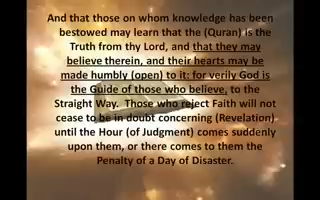 And that those on whom knowledge has been
bestowed may learn that the (Quran) is the
Truth from thy Lord, and that they may
believe therein, and their hearts may be
made humbly (open) to it: for verily God is
the Guide of those who believe, to the
Straight Way. Those who reject Faith will not
cease to be in doubt concerning (Revelation)
until the Hour (of Judgment) comes suddenly
upon them, or there comes to them the
Penalty of a Day of Disaster.